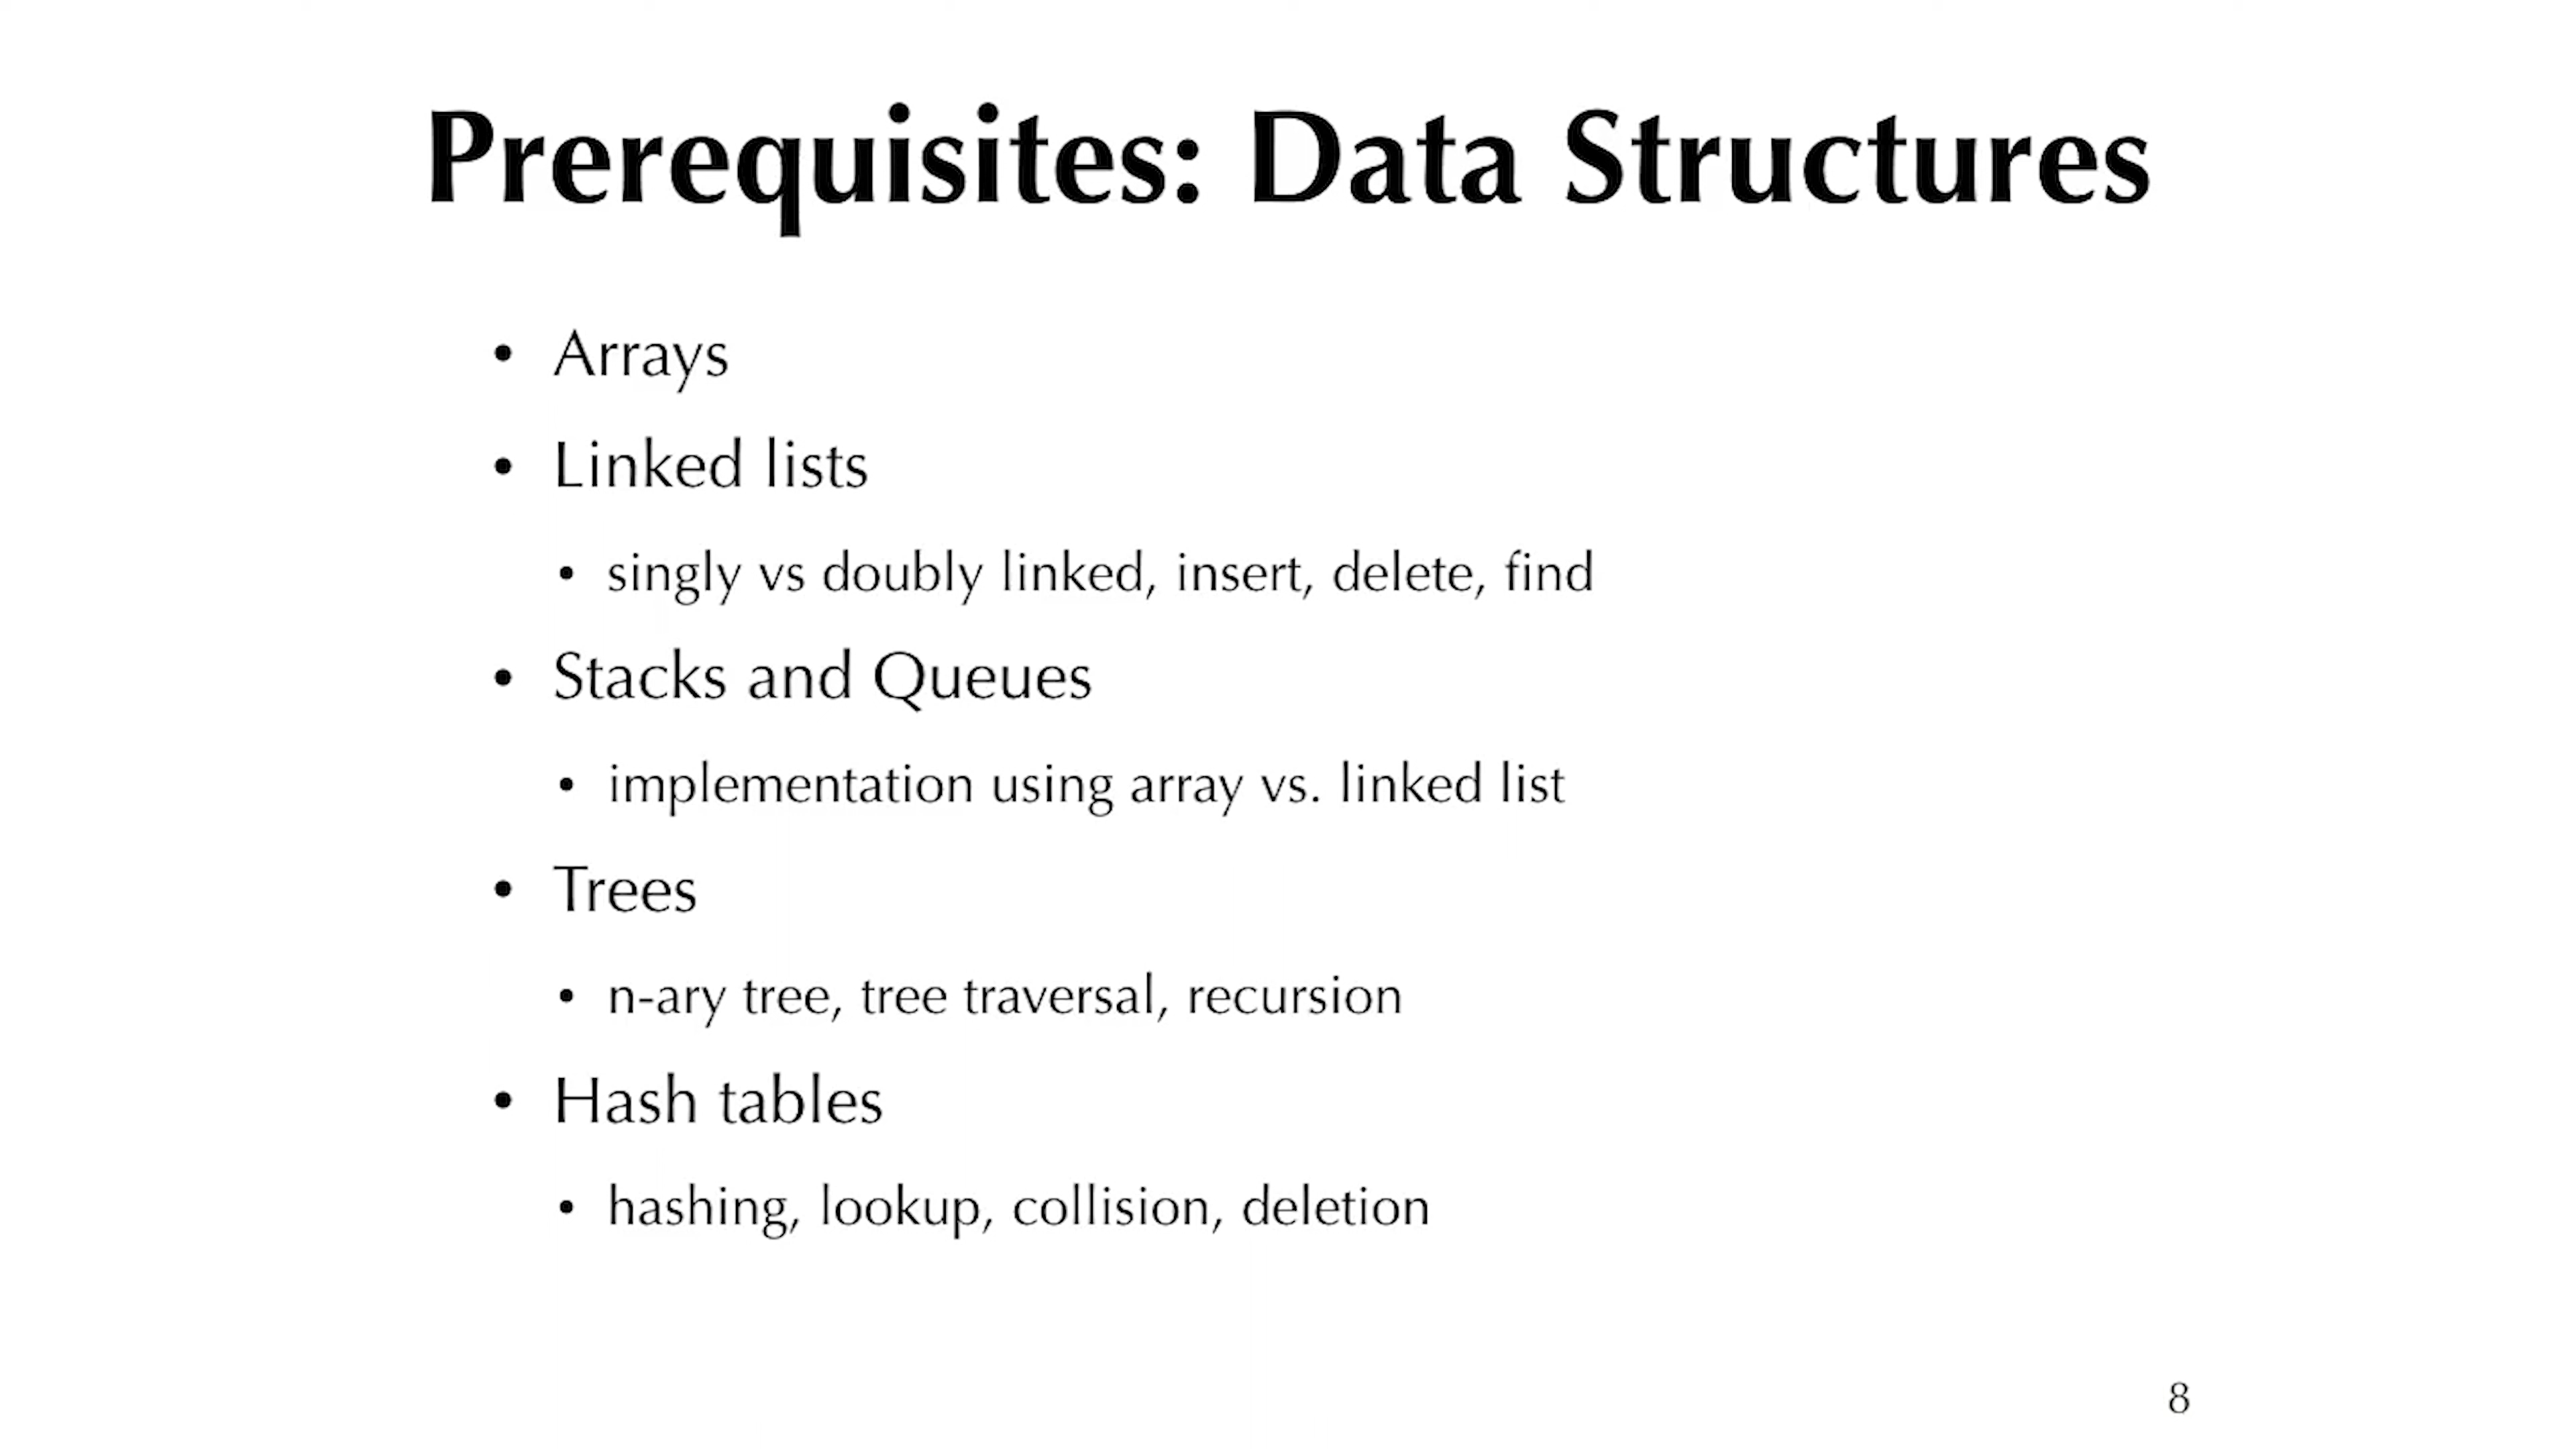 Prerequisites: Data Structures
• Arrays
• Linked lists
• singly vs doubly linked, insert, delete, find
• Stacks and Queues
• implementation using array vs. linked list
• Trees
• n-ary tree, tree traversal, recursion
• Hash tables
• hashing, lookup, collision, deletion
8